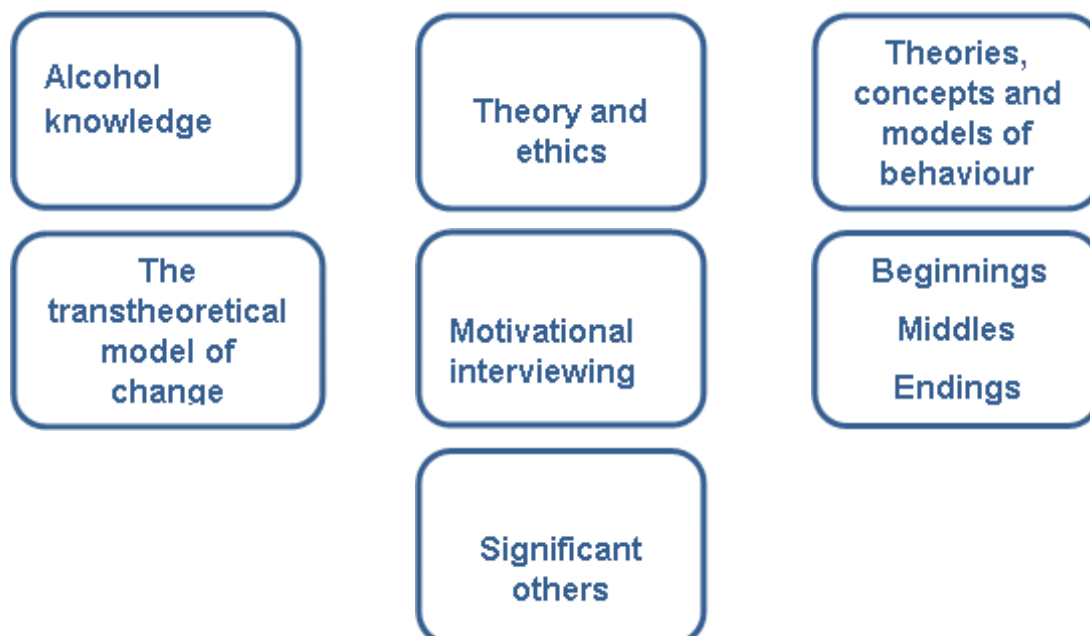 Alcohol
knowledge
Theory and
ethics
Theories,
concepts and
models of
behaviour
The
transtheoretical
model of
change
Motivational
interviewing
Beginnings
Middles
Endings
Significant
others